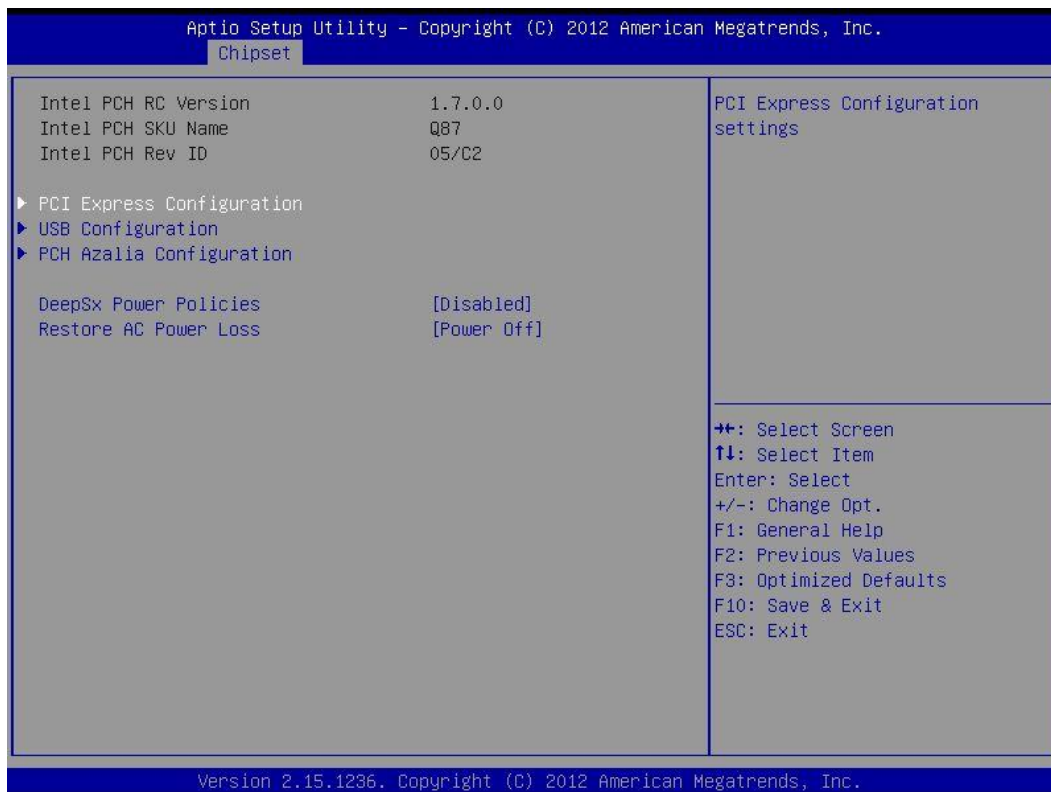 Aptio Setup Utility – Copyright (C) 2012 American Megatrends, Inc.
Chipset
Intel PCH RC Version 1.7.0.0
Intel PCH SKU Name Q87
Intel PCH Rev ID 05/C2
PCI Express Configuration
USB Configuration
PCH Azalia Configuration
DeepSx Power Policies [Disabled]
Restore AC Power Loss [Power Off]
PCI Express Configuration
settings
→←: Select Screen
↑↓: Select Item
Enter: Select
+/-: Change Opt.
F1: General Help
F2: Previous Values
F3: Optimized Defaults
F10: Save & Exit
ESC: Exit
Version 2.15.1236. Copyright (C) 2012 American Megatrends, Inc.